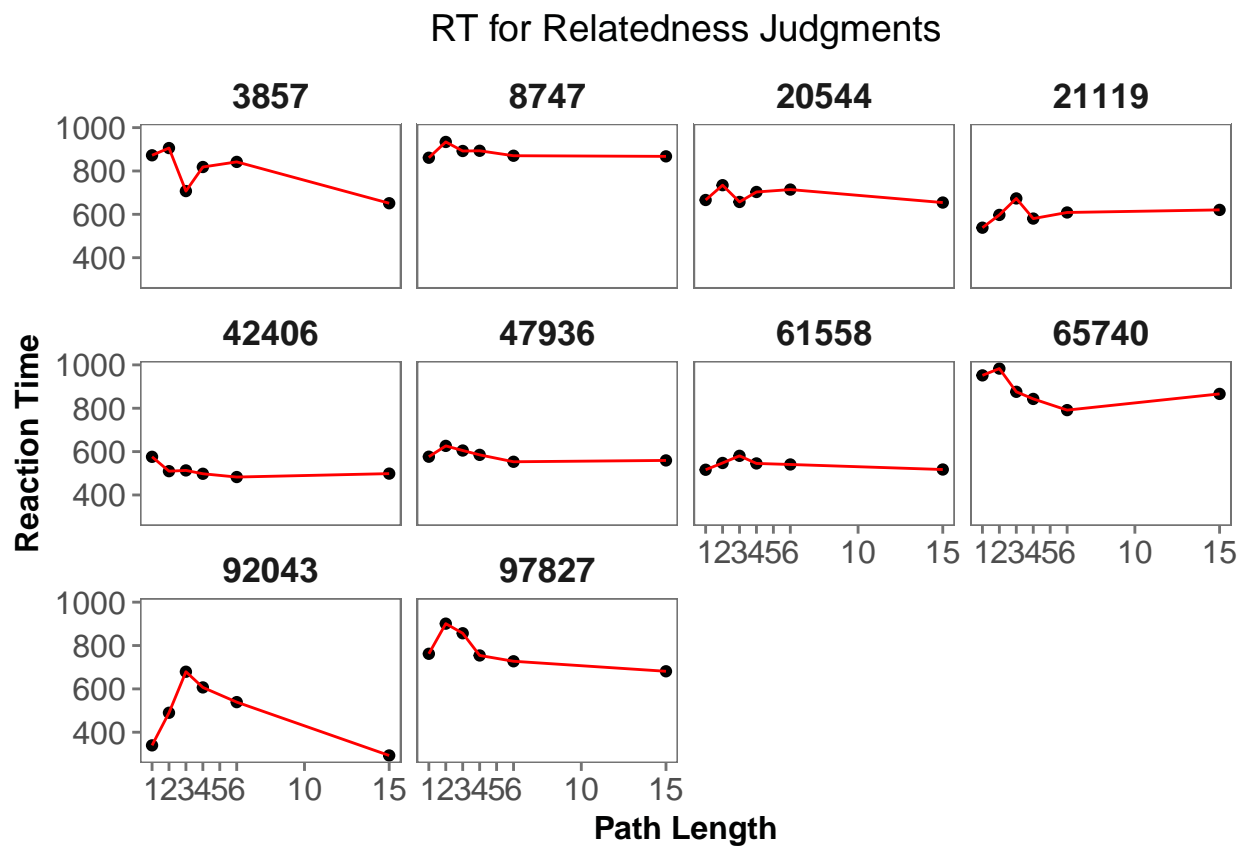 RT for Relatedness Judgments
3857 8747 20544 21119
1000
800
600
400
42406 47936 61558 65740
1000
800
600
400
Reaction Time
123456 10 15 123456 10 15
92043 97827
1000
800
600
400
123456 10 15 123456 10 15
Path Length